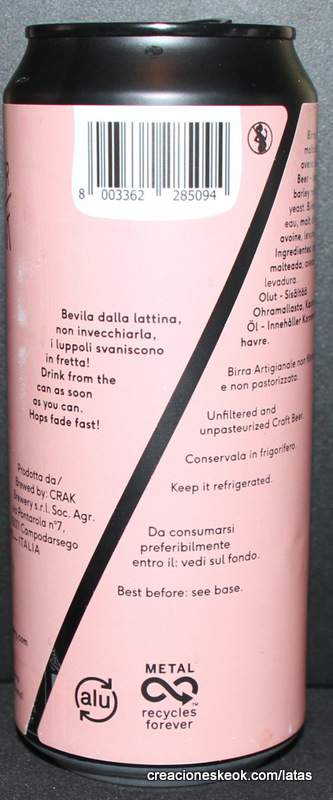 8 003362 285094
Bevila dalla lattina,
non invecchiarla,
i luppoli svaniscono
in fretta!
Drink from the
can as soon
as you can.
Hops fade fast!
Prodotta da/
Brewed by: CRAK
Brewery s.r.l. Soc. Agr.
Pontarola n°7,
Campodarsego
— ITALIA
Beer
barley
yeast.
eau, malt
avoine,
Ingredientes:
malteada,
levadura.
Olut - Sisältää
Ohramallasta,
Öl - Innehåller
havre.
Birra Artigianale non
e non pastorizzata.
Unfiltered and
unpasteurized Craft Beer.
Conservala in frigorifero.
Keep it refrigerated.
Da consumarsi
preferibilmente
entro il: vedi sul fondo.
Best before: see base.
alu
METAL
TM
recycles
forever
creacioneskeok.com/latas